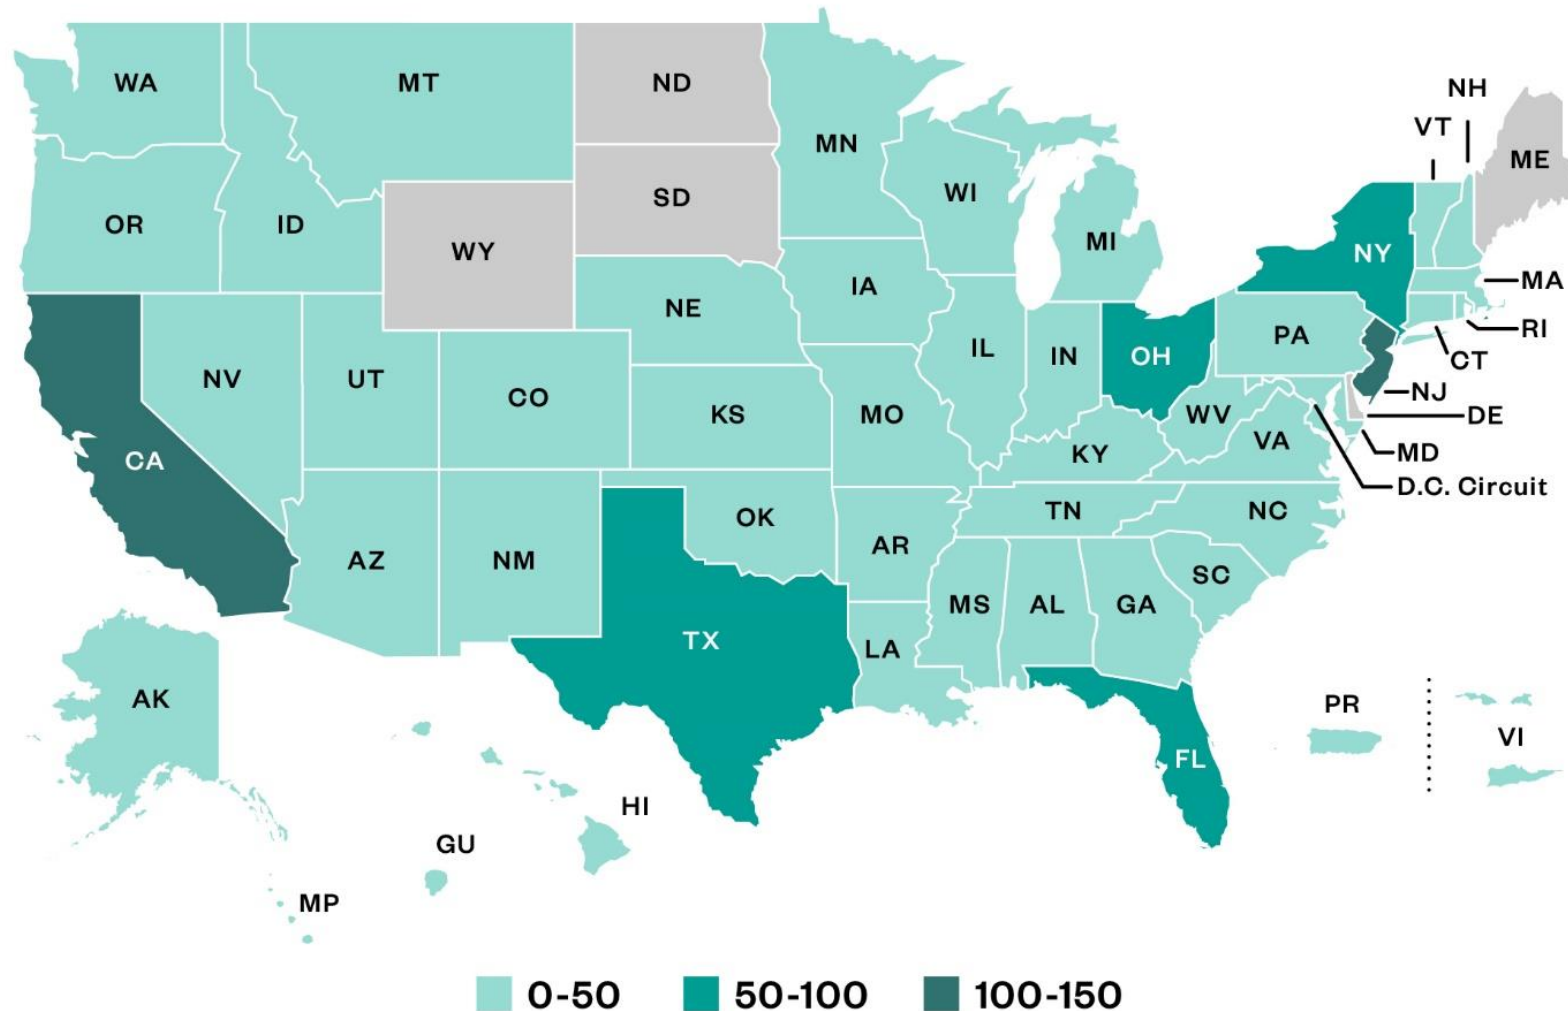 WA
MT
ND
NH
VT
MN
ME
OR
ID
SD
WI
WY
MI
NY
MA
IA
NE
RI
PA
IL
IN
OH
CT
NV
UT
CO
NJ
KS
MO
WV
DE
VA
MD
CA
KY
D.C. Circuit
OK
TN
NC
AR
AZ
NM
SC
MS
AL
GA
TX
LA
AK
PR
VI
FL
HI
GU
MP
0-50
50-100
100-150